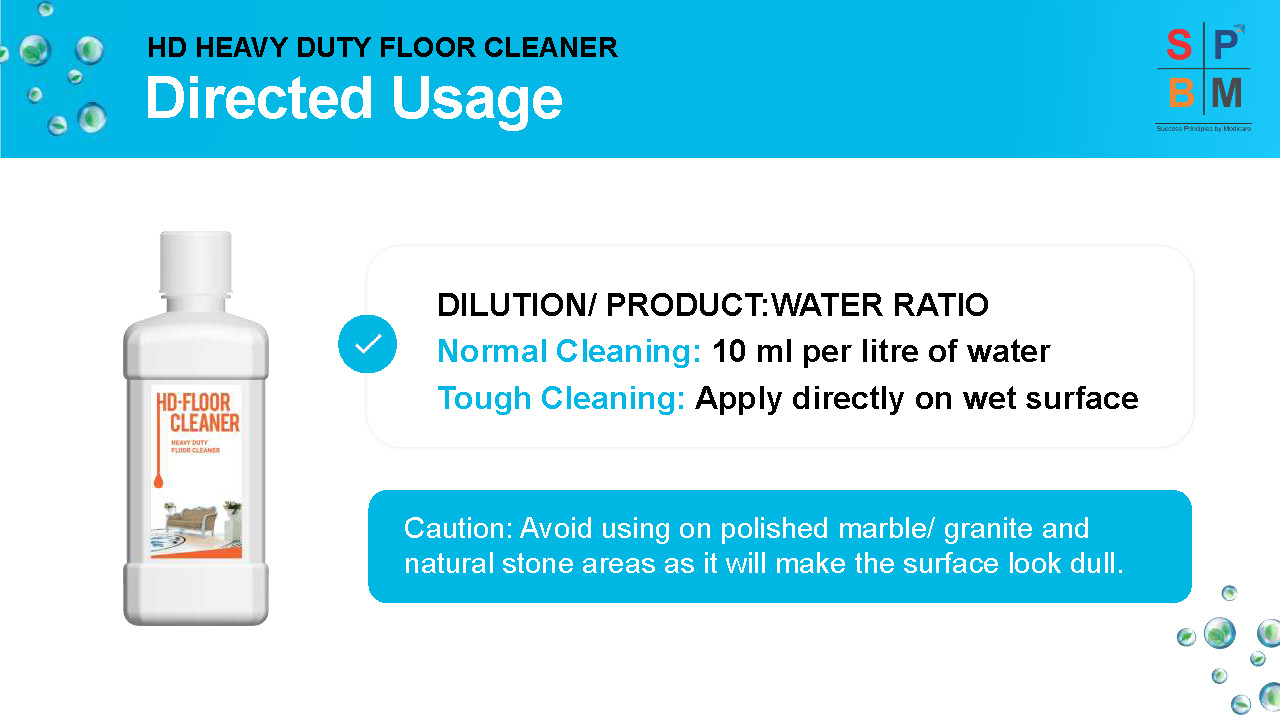 HD HEAVY DUTY FLOOR CLEANER
Directed Usage
S P
B M
Success Principles by Modicare
DILUTION/ PRODUCT:WATER RATIO
Normal Cleaning: 10 ml per litre of water
Tough Cleaning: Apply directly on wet surface
HD-FLOOR
CLEANER
HEAVY DUTY
FLOOR CLEANER
Caution: Avoid using on polished marble/ granite and
natural stone areas as it will make the surface look dull.